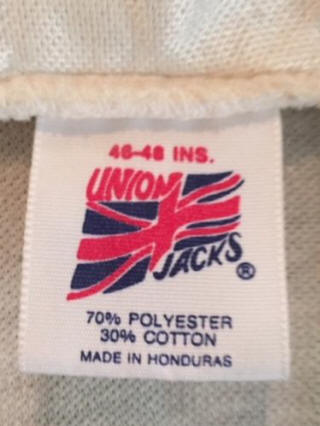 46-48 INS.
UNION
JACKS®
70% POLYESTER
30% COTTON
MADE IN HONDURAS